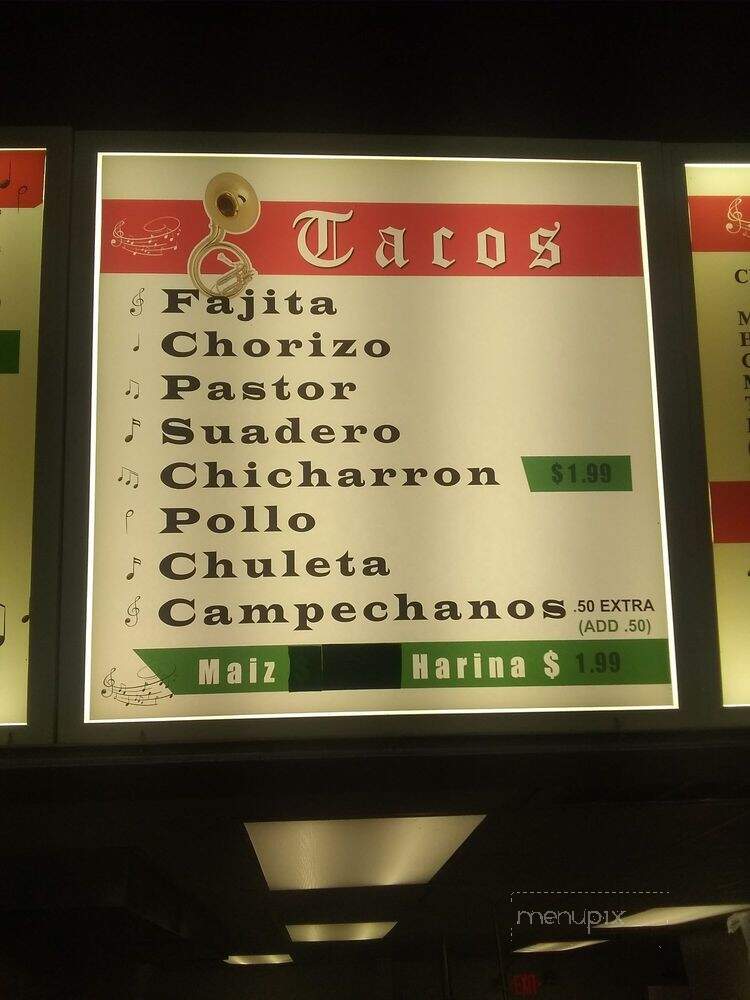 Tacos
Fajita
Chorizo
Pastor
Suadero
Chicharron $1.99
Pollo
Chuleta
Campechanos .50 EXTRA
(ADD .50)
Maiz Harina $ 1.99
menupix
EXIT